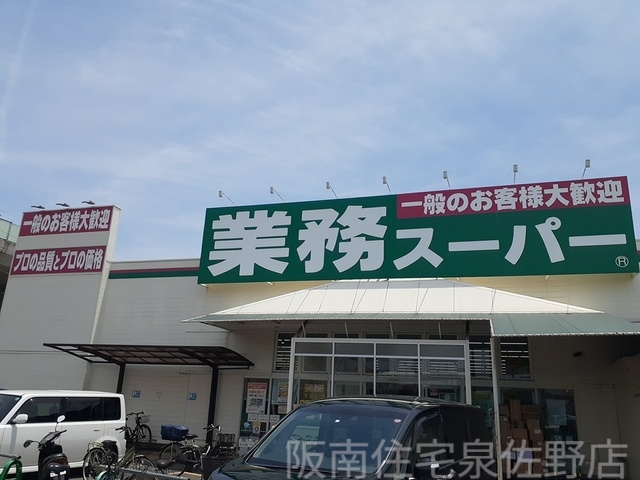 一般のお客様大歓迎
プロの品質とプロの価格
一般のお客様大歓迎
業務スーパー®
阪南住宅泉佐野店